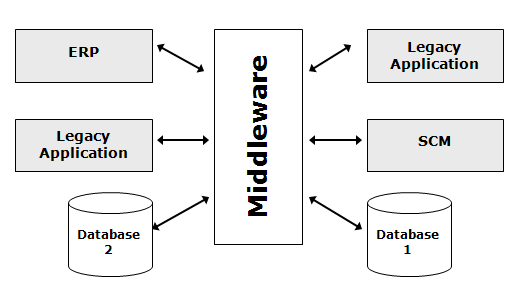 ERP
Legacy
Application
Middleware
Legacy
Application
SCM
Database
2
Database
1